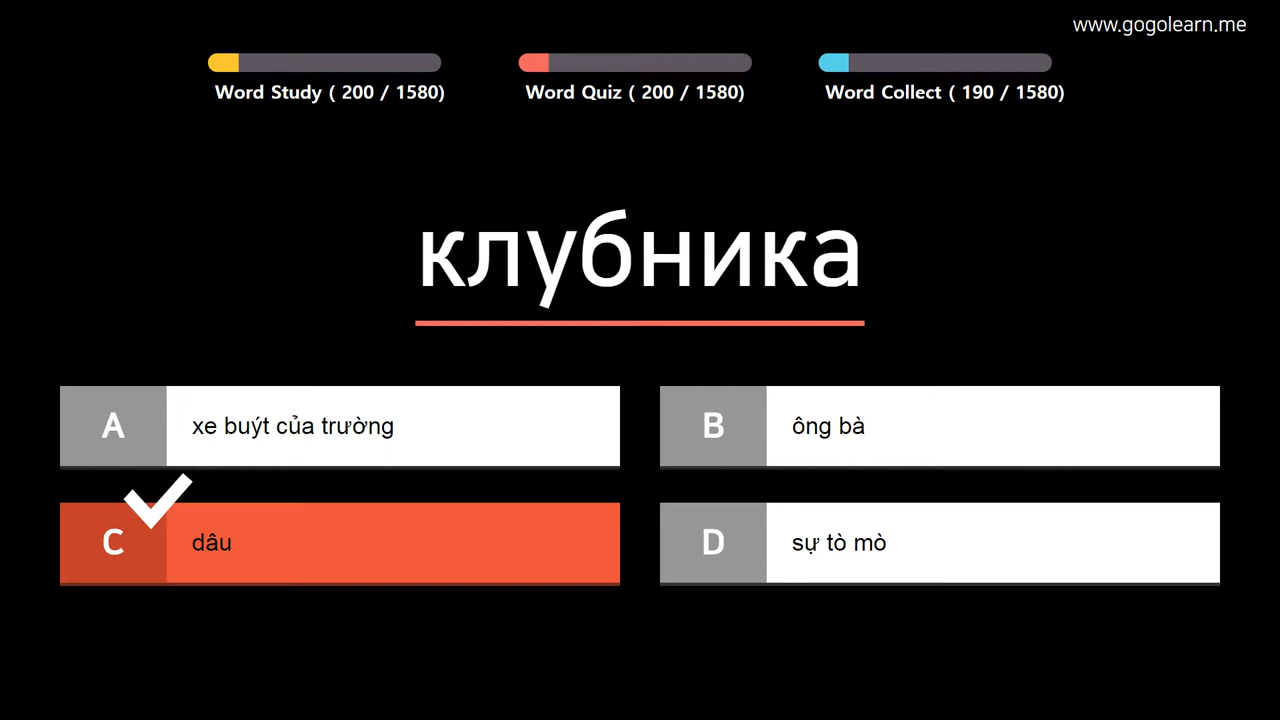 www.gogolearn.me
Word Study ( 200 / 1580)
Word Quiz ( 200 / 1580)
Word Collect ( 190 / 1580)
клубника
A
xe buýt của trường
B
ông bà
C
dâu
D
sự tò mò